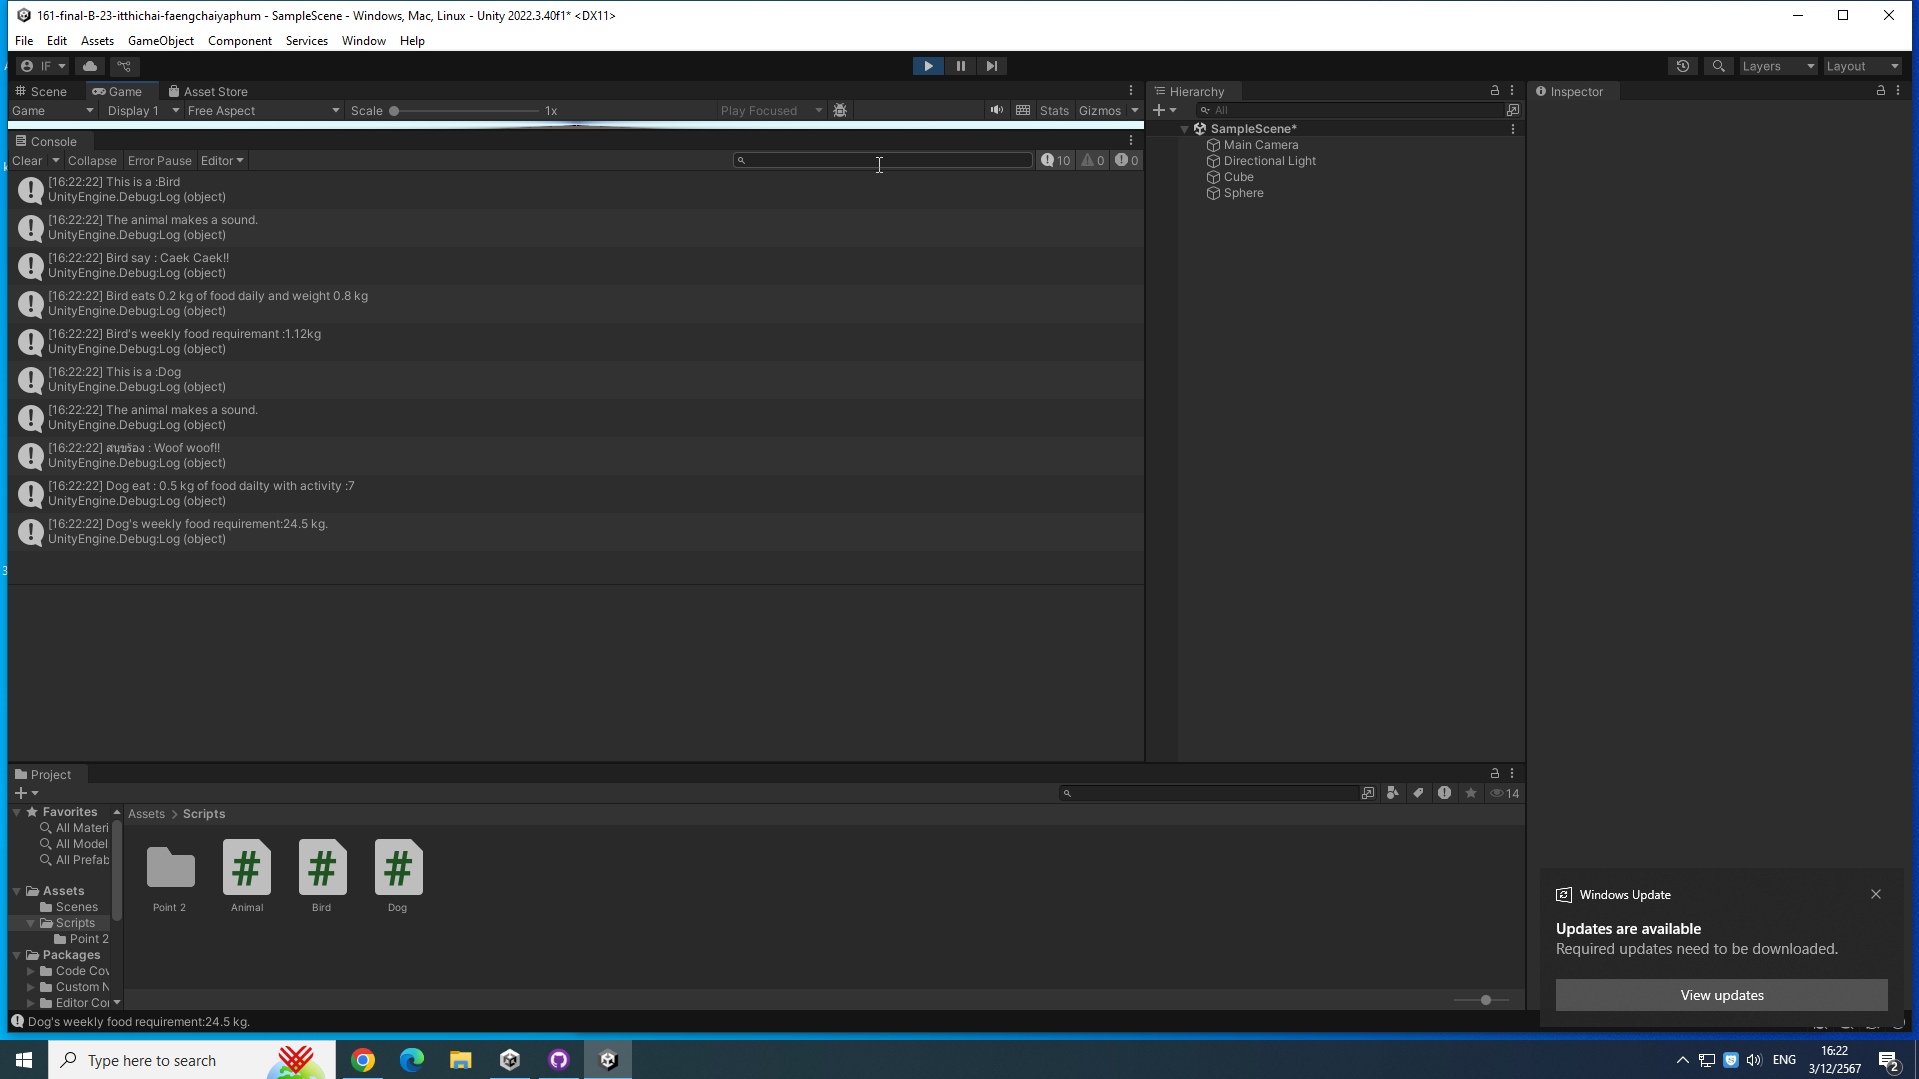 161-final-B-23-itthichai-faengchaiyaphum - SampleScene - Windows, Mac, Linux - Unity 2022.3.40f1* <DX11>
File Edit Assets GameObject Component Services Window Help
IF Layers Layout
Scene Game Asset Store
Game Display 1 Free Aspect Scale 1x Play Focused Stats Gizmos
Console
Clear Collapse Error Pause Editor 10 0 0
[16:22:22] This is a :Bird
UnityEngine.Debug:Log (object)
[16:22:22] The animal makes a sound.
UnityEngine.Debug:Log (object)
[16:22:22] Bird say : Caek Caek!!
UnityEngine.Debug:Log (object)
[16:22:22] Bird eats 0.2 kg of food daily and weight 0.8 kg
UnityEngine.Debug:Log (object)
[16:22:22] Bird's weekly food requiremant :1.12kg
UnityEngine.Debug:Log (object)
[16:22:22] This is a :Dog
UnityEngine.Debug:Log (object)
[16:22:22] The animal makes a sound.
UnityEngine.Debug:Log (object)
[16:22:22] สนุขร้อง : Woof woof!!
UnityEngine.Debug:Log (object)
[16:22:22] Dog eat : 0.5 kg of food dailty with activity :7
UnityEngine.Debug:Log (object)
[16:22:22] Dog's weekly food requirement:24.5 kg.
UnityEngine.Debug:Log (object)
Hierarchy
All
SampleScene*
Main Camera
Directional Light
Cube
Sphere
Inspector
Project
14
Favorites
All Materi
All Model
All Prefab
Assets
Scenes
Scripts
Point 2
Packages
Code Cov
Custom N
Editor Cor
Assets > Scripts
Point 2 Animal Bird Dog
Dog's weekly food requirement:24.5 kg.
Windows Update
Updates are available
Required updates need to be downloaded.
View updates
Type here to search
ENG
16:22
3/12/2567
2